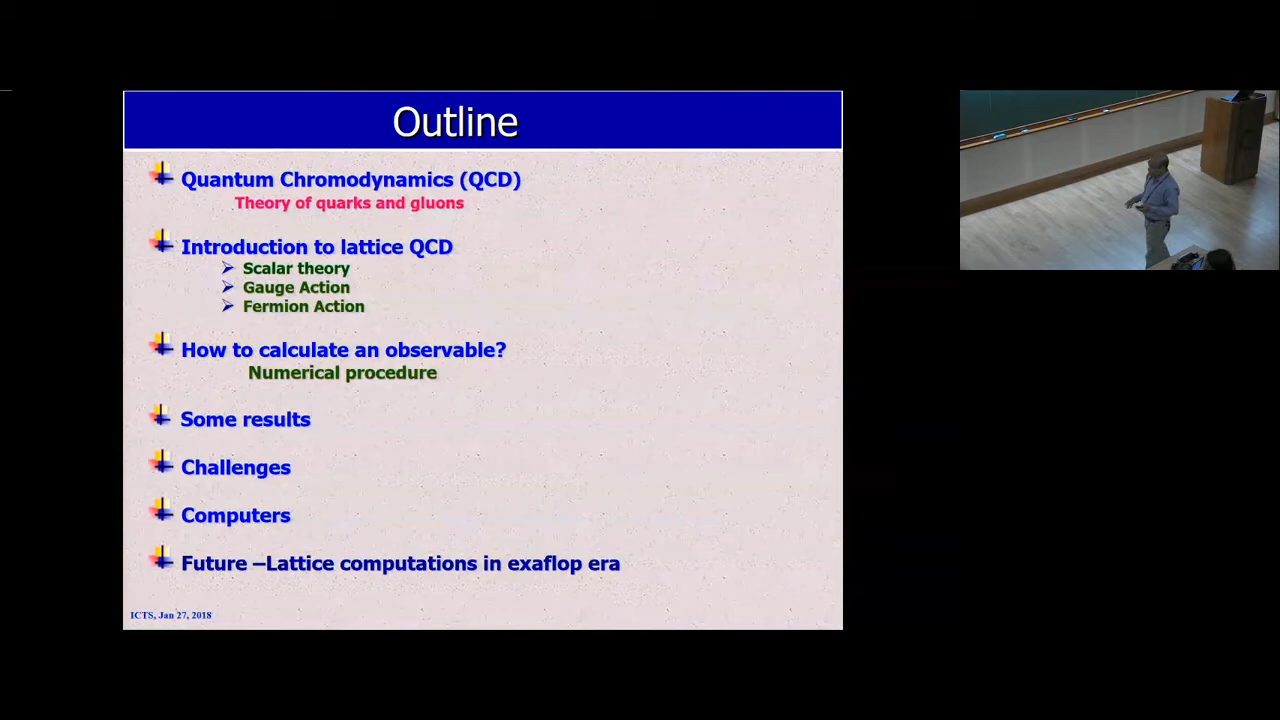 Outline
Quantum Chromodynamics (QCD)
Theory of quarks and gluons
Introduction to lattice QCD
Scalar theory
Gauge Action
Fermion Action
How to calculate an observable?
Numerical procedure
Some results
Challenges
Computers
Future –Lattice computations in exaflop era
ICTS, Jan 27, 2018